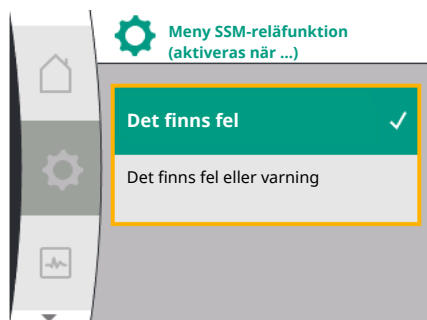 Meny SSM-reläfunktion
(aktiveras när ...)
Det finns fel
Det finns fel eller varning